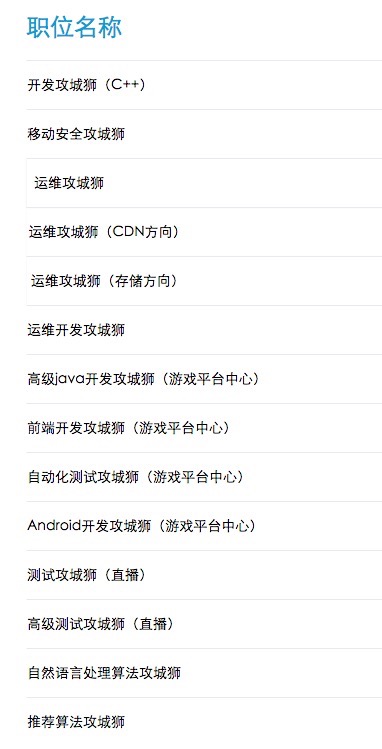 职位名称
开发攻城狮（C++）
移动安全攻城狮
运维攻城狮
运维攻城狮（CDN方向）
运维攻城狮（存储方向）
运维开发攻城狮
高级java开发攻城狮（游戏平台中心）
前端开发攻城狮（游戏平台中心）
自动化测试攻城狮（游戏平台中心）
Android开发攻城狮（游戏平台中心）
测试攻城狮（直播）
高级测试攻城狮（直播）
自然语言处理算法攻城狮
推荐算法攻城狮